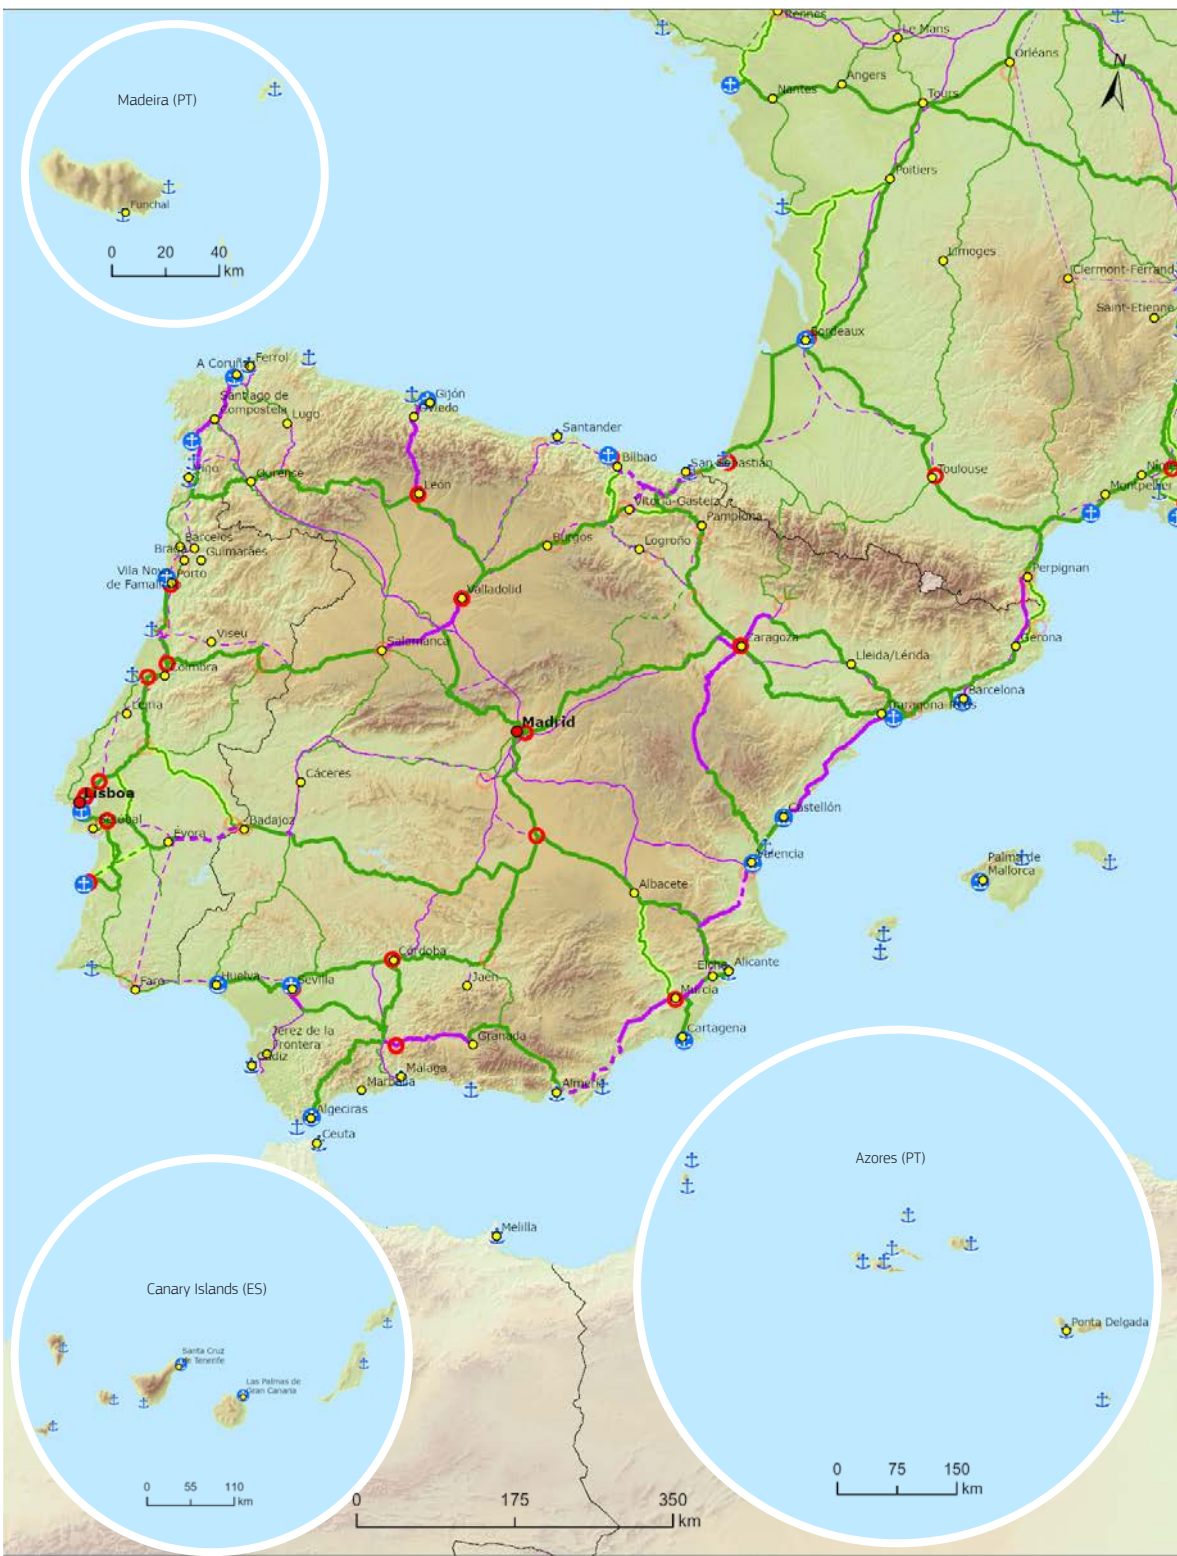 Rennes
Le Mans
Orléans
N
Madeira (PT)
Angers
Nantes
Tours
Poitiers
Funchal
0 20 40
km
Limoges
Clermont-Ferrand
Saint-Etienne
Bordeaux
Ferrol
A Coruña
Gijón
Oviedo
Santiago de
Compostela
Lugo
Santander
Bilbao
San Sebastián
Toulouse
Vigo
Ourense
León
Montpellier
Vitoria-Gasteiz
Pamplona
Burgos
Logroño
Barcelos
Braga
Guimarães
Vila Nova
de Famalic
Porto
Perpignan
Valladolid
Viseu
Salamanca
Zaragoza
Gerona
Lleida/Lérida
Coimbra
Barcelona
Leiria
Tarragona-Reus
Madrid
Cáceres
Lisboa
Castellón
Setúbal
Évora
Badajoz
Valencia
Palma de
Mallorca
Albacete
Córdoba
Elche
Alicante
Faro
Huelva
Sevilla
Jaén
Murcia
Jerez de la
Frontera
Granada
Cartagena
Cádiz
Málaga
Marbella
Almería
Algeciras
Ceuta
Azores (PT)
Melilla
Canary Islands (ES)
Ponta Delgada
Santa Cruz
de Tenerife
Las Palmas de
Gran Canaria
0 75 150
km
0 55 110
km
0 175 350
km